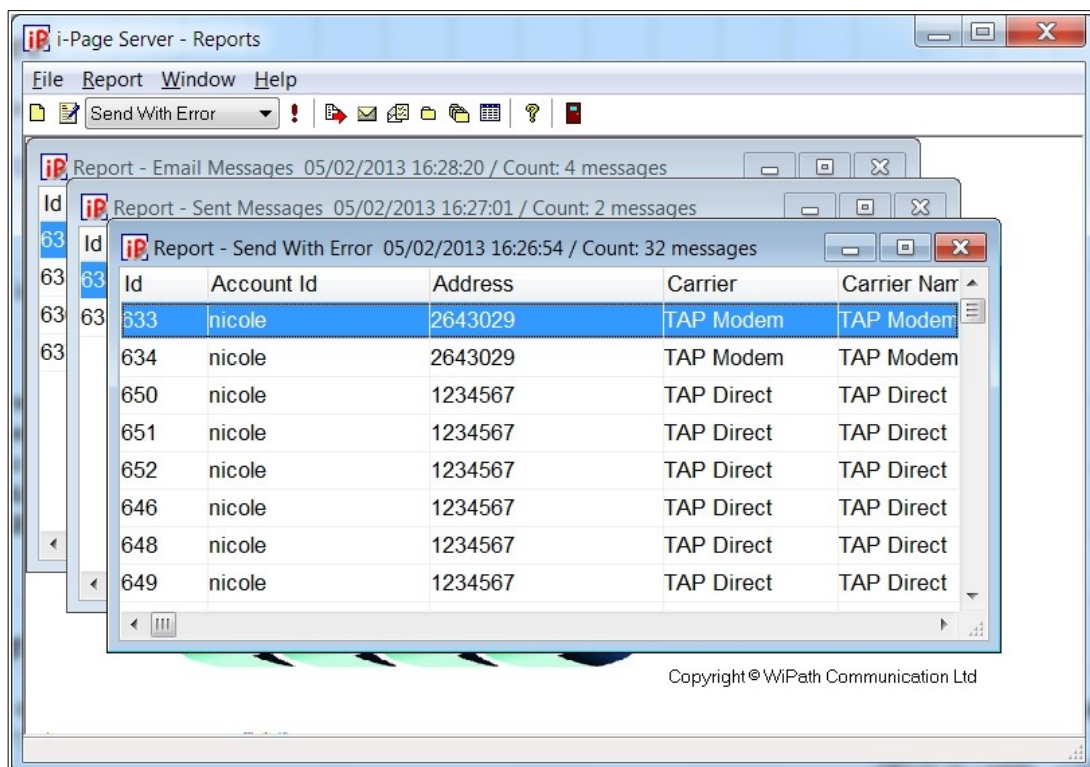 iP i-Page Server - Reports
File Report Window Help
Send With Error
iP Report - Email Messages 05/02/2013 16:28:20 / Count: 4 messages
Id
63
63
63
63
iP Report - Sent Messages 05/02/2013 16:27:01 / Count: 2 messages
Id
63
63
iP Report - Send With Error 05/02/2013 16:26:54 / Count: 32 messages
Id Account Id Address Carrier Carrier Nam
633 nicole 2643029 TAP Modem TAP Modem
634 nicole 2643029 TAP Modem TAP Modem
650 nicole 1234567 TAP Direct TAP Direct
651 nicole 1234567 TAP Direct TAP Direct
652 nicole 1234567 TAP Direct TAP Direct
646 nicole 1234567 TAP Direct TAP Direct
648 nicole 1234567 TAP Direct TAP Direct
649 nicole 1234567 TAP Direct TAP Direct
Copyright © WiPath Communication Ltd